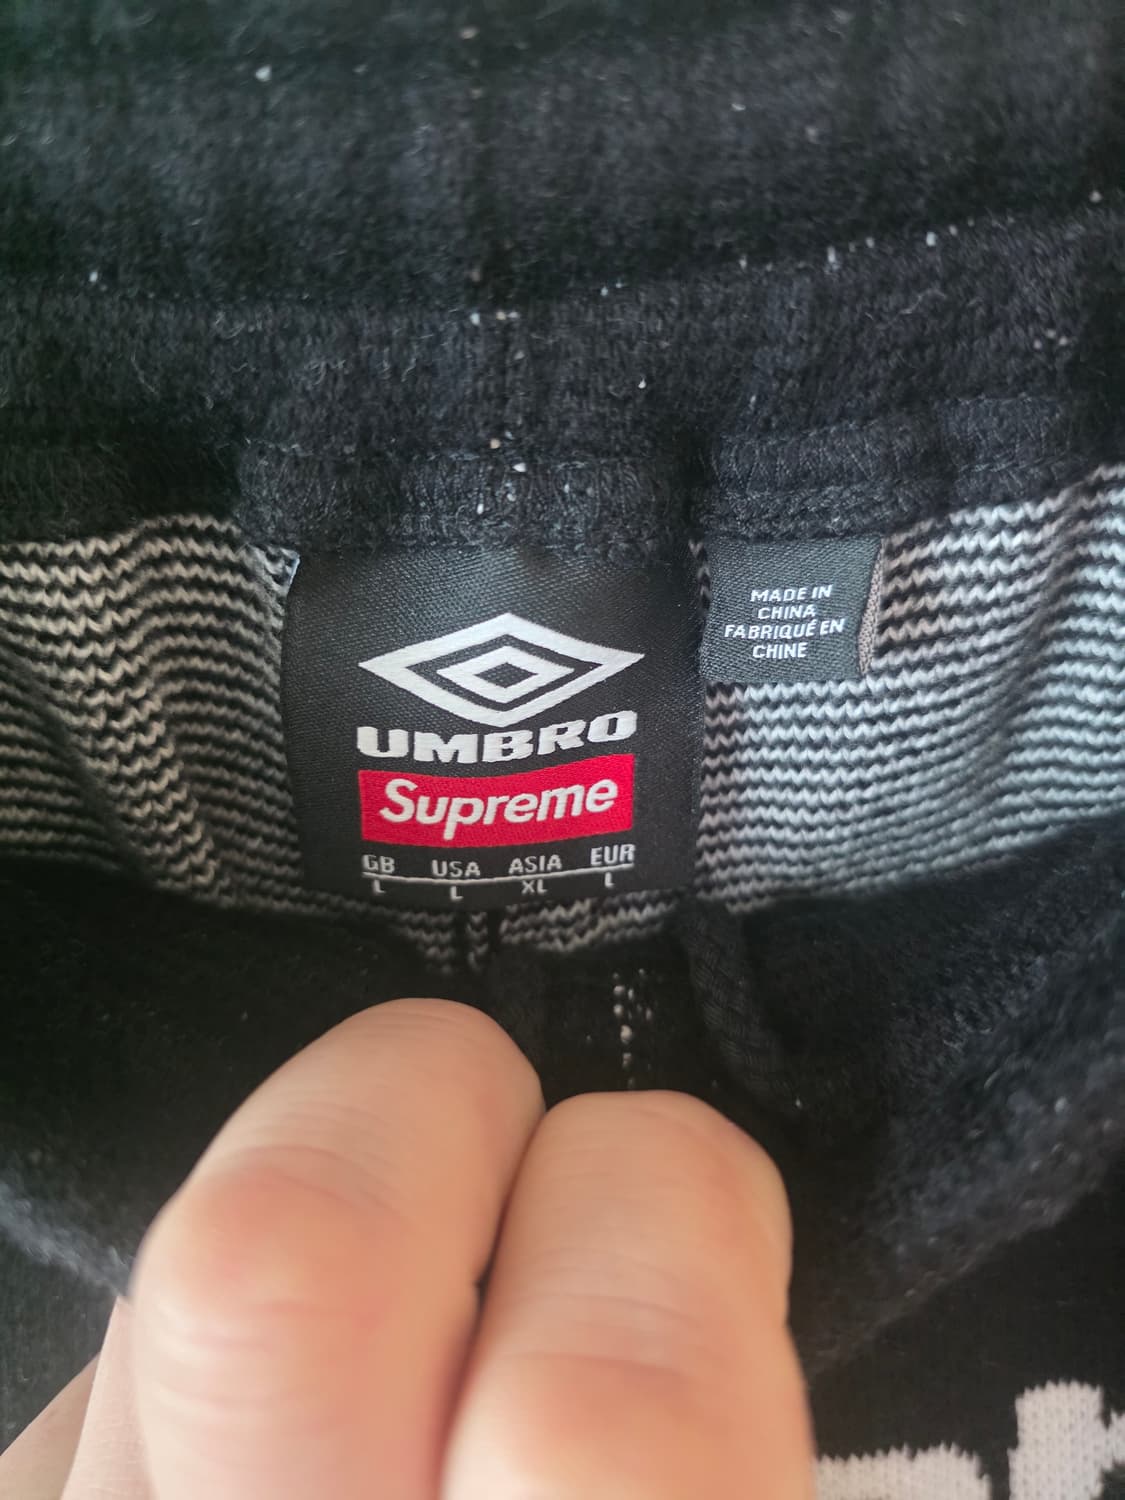 UMBRO
Supreme
GB USA ASIA EUR
L L XL L
MADE IN
CHINA
FABRIQUÉ EN
CHINE